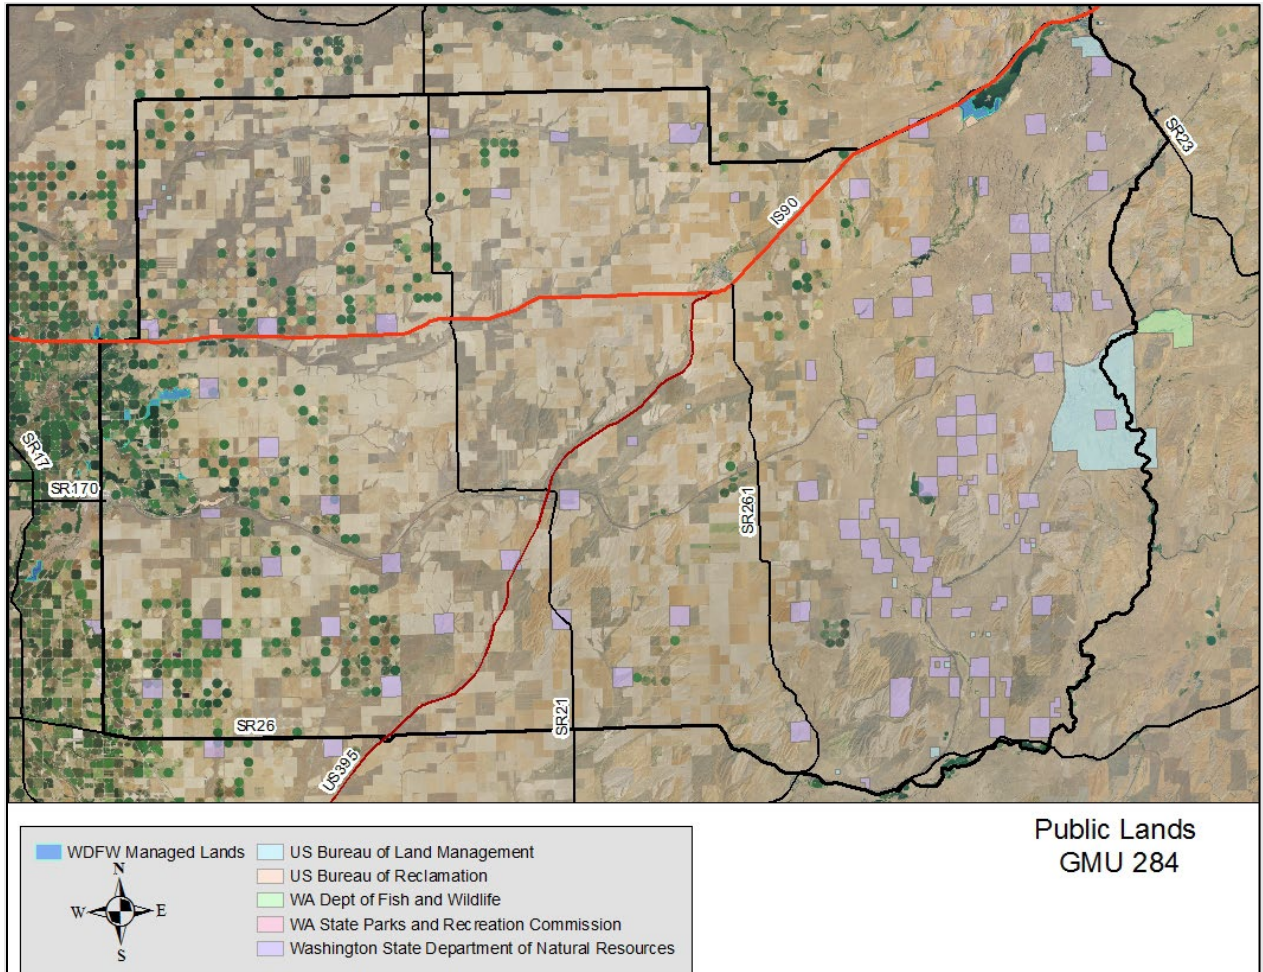 SR23
IS90
SR17
SR170
SR261
SR26
SR21
US395
Public Lands
GMU 284
WDFW Managed Lands
US Bureau of Land Management
US Bureau of Reclamation
WA Dept of Fish and Wildlife
WA State Parks and Recreation Commission
Washington State Department of Natural Resources
N
W
E
S